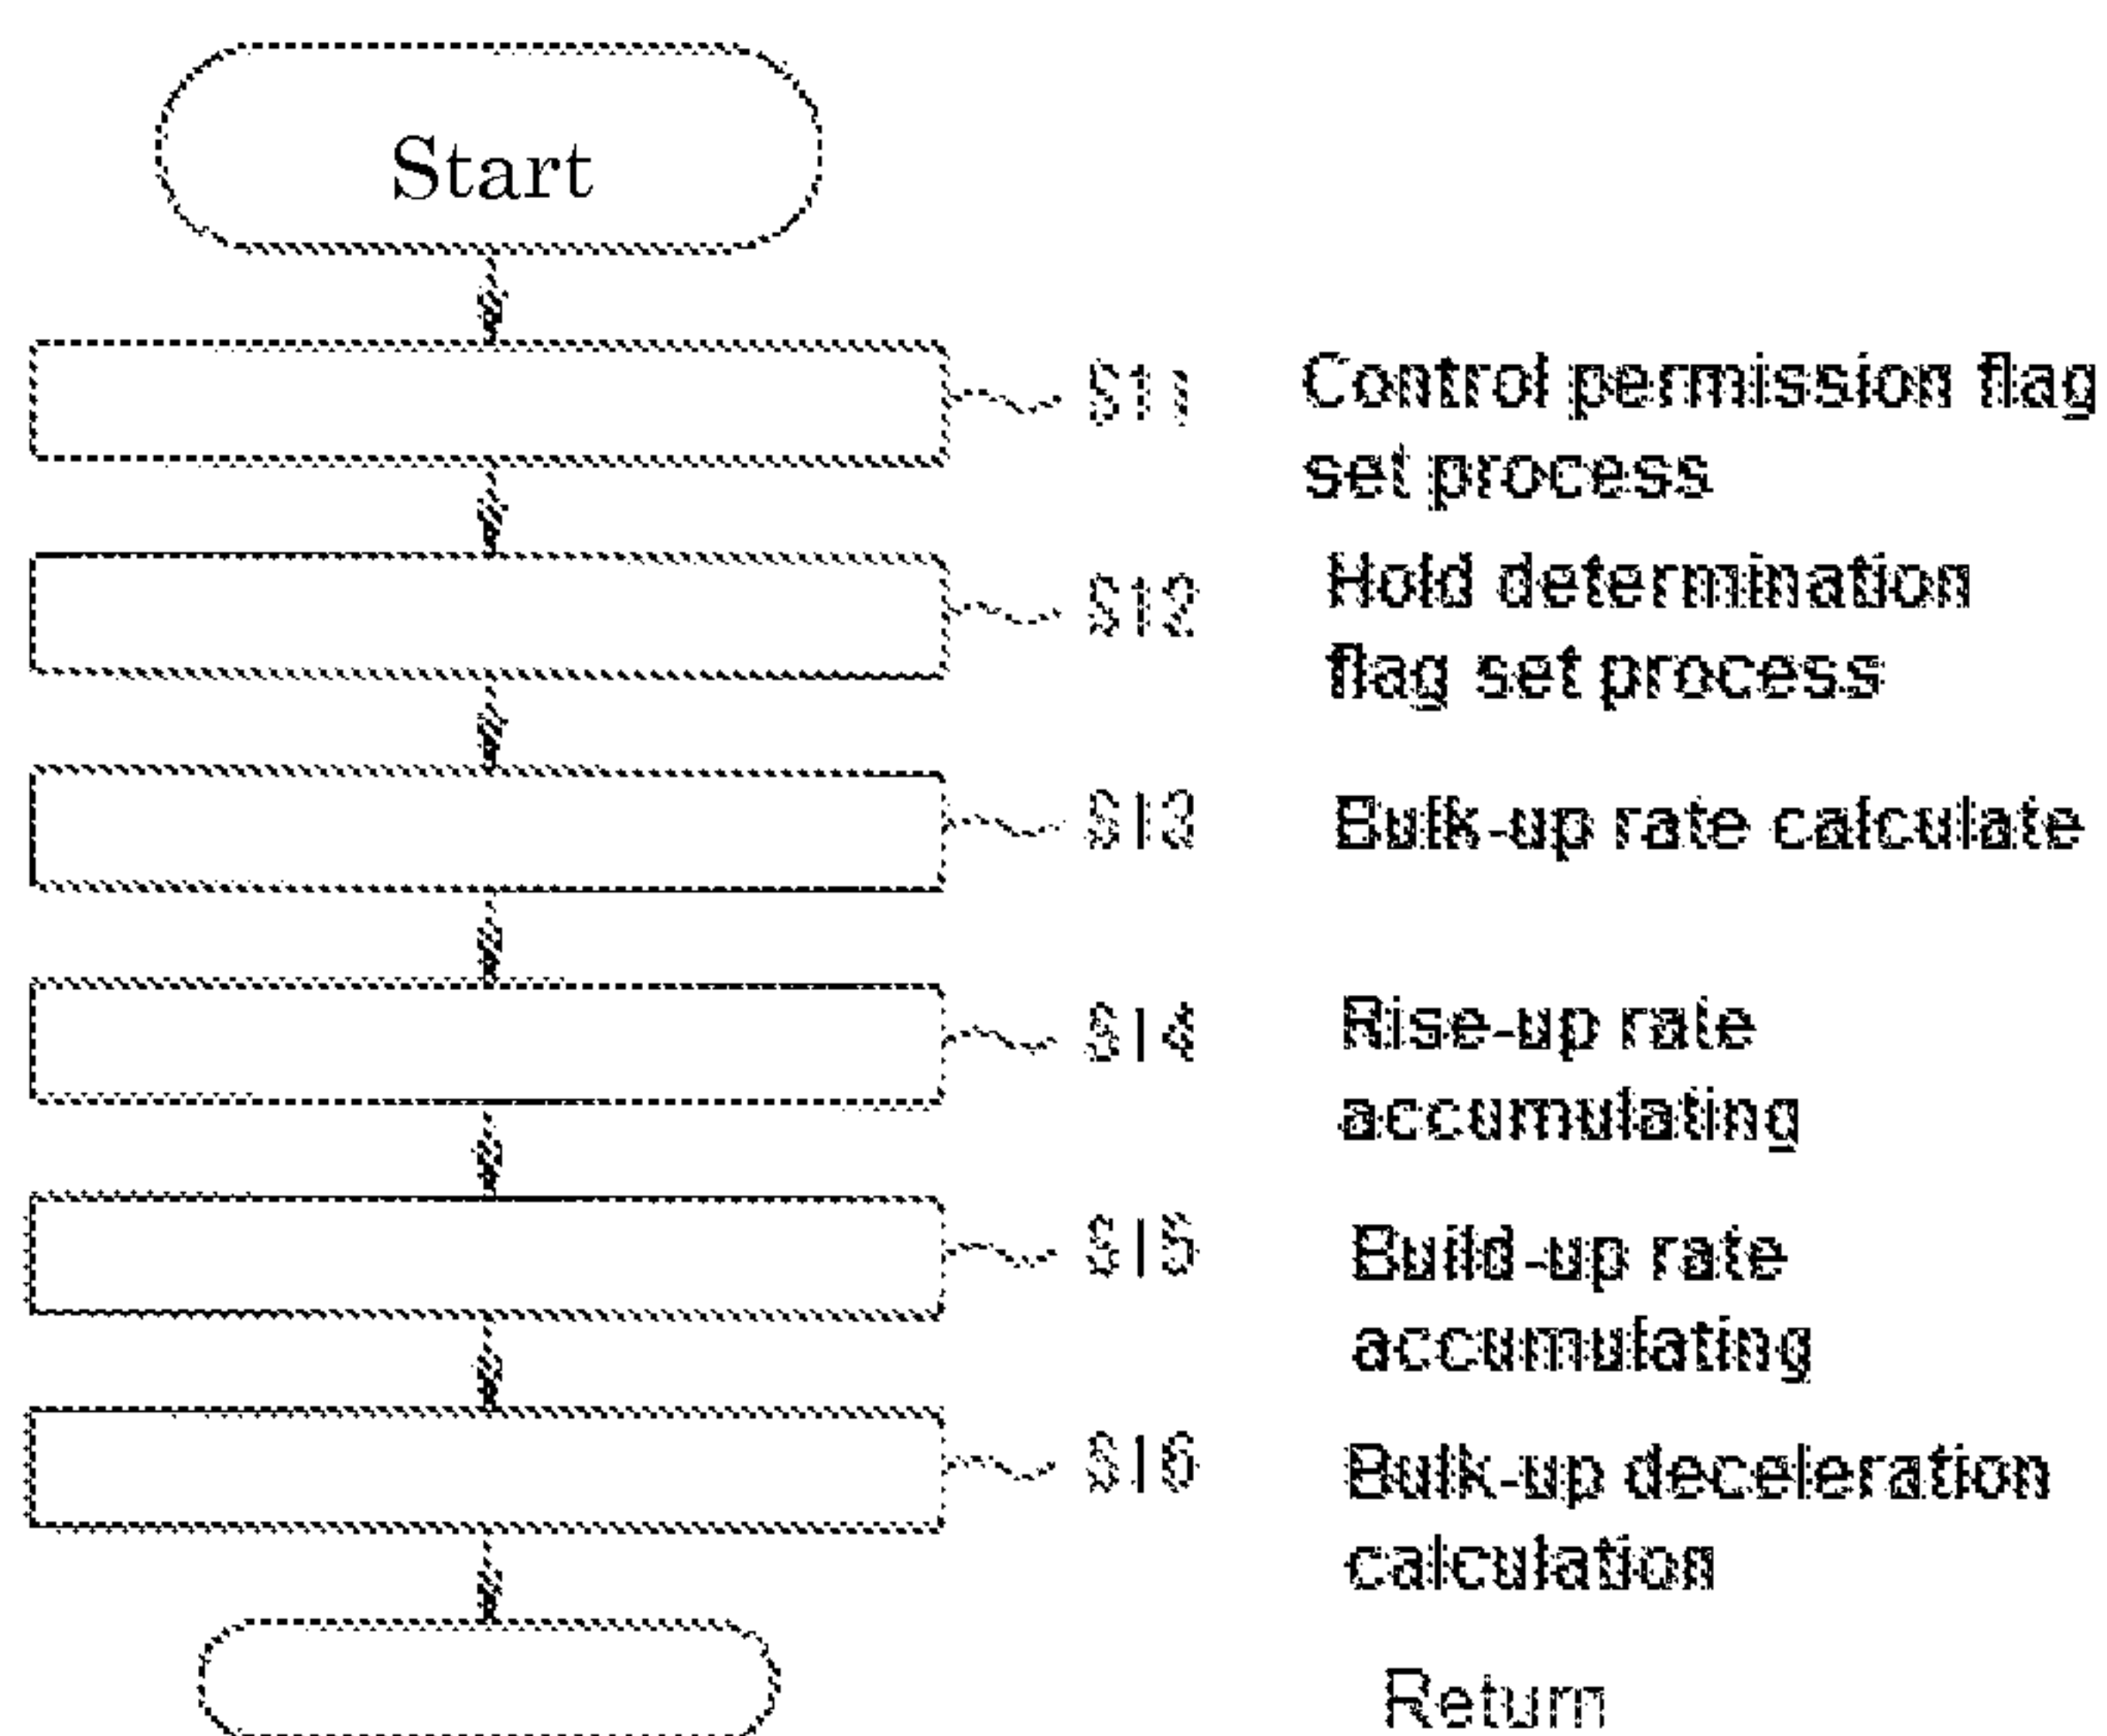 Start
S11 Control permission flag
set process
S12 Hold determination
flag set process
S13 Bulk-up rate calculate
S14 Rise-up rate
accumulating
S15 Build-up rate
accumulating
S16 Bulk-up deceleration
calculation
Return